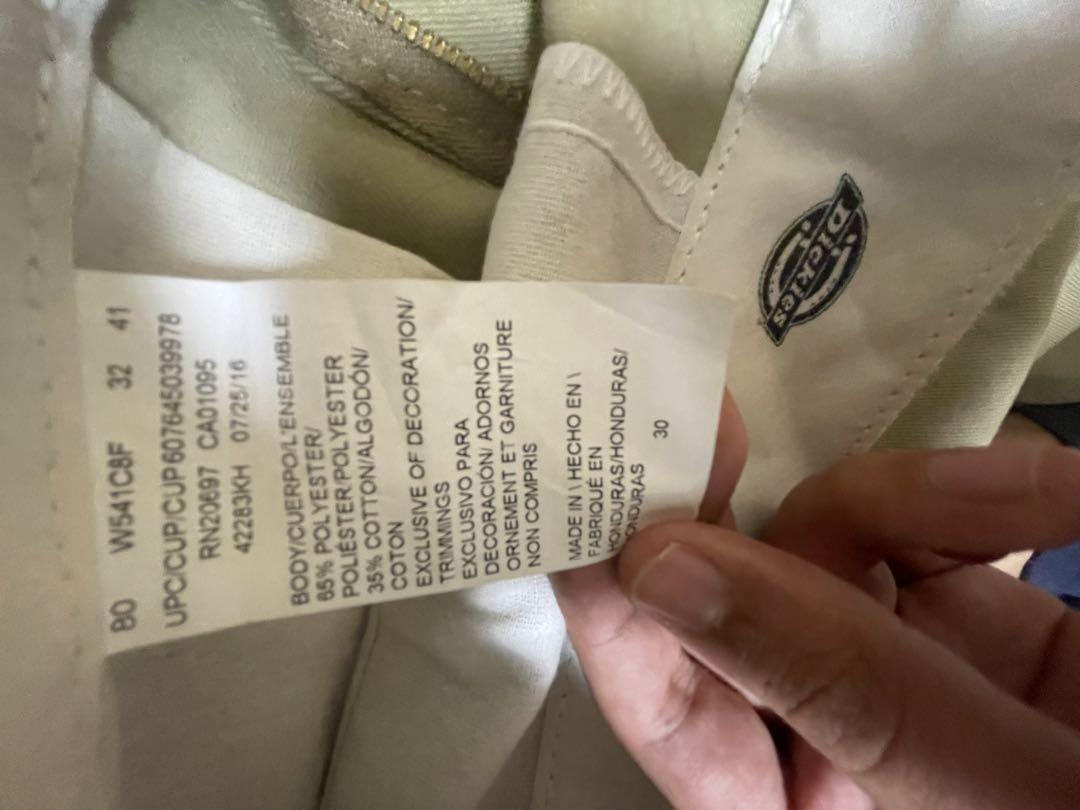 BO W541C8F 32 41
UPC/CUP/CUP 607645039978
RN20697 CA01095
42283KH 07/25/16
BODY/CUERPO/L'ENSEMBLE
65% POLYESTER/
POLIÉSTER/POLYESTER
35% COTTON/ALGODÓN/
COTON
EXCLUSIVE OF DECORATION/
TRIMMINGS
EXCLUSIVO PARA
DECORACION/ ADORNOS
ORNEMENT ET GARNITURE
NON COMPRIS
MADE IN \ HECHO EN \
FABRIQUÉ EN
HONDURAS/HONDURAS/
HONDURAS
30
Dickies